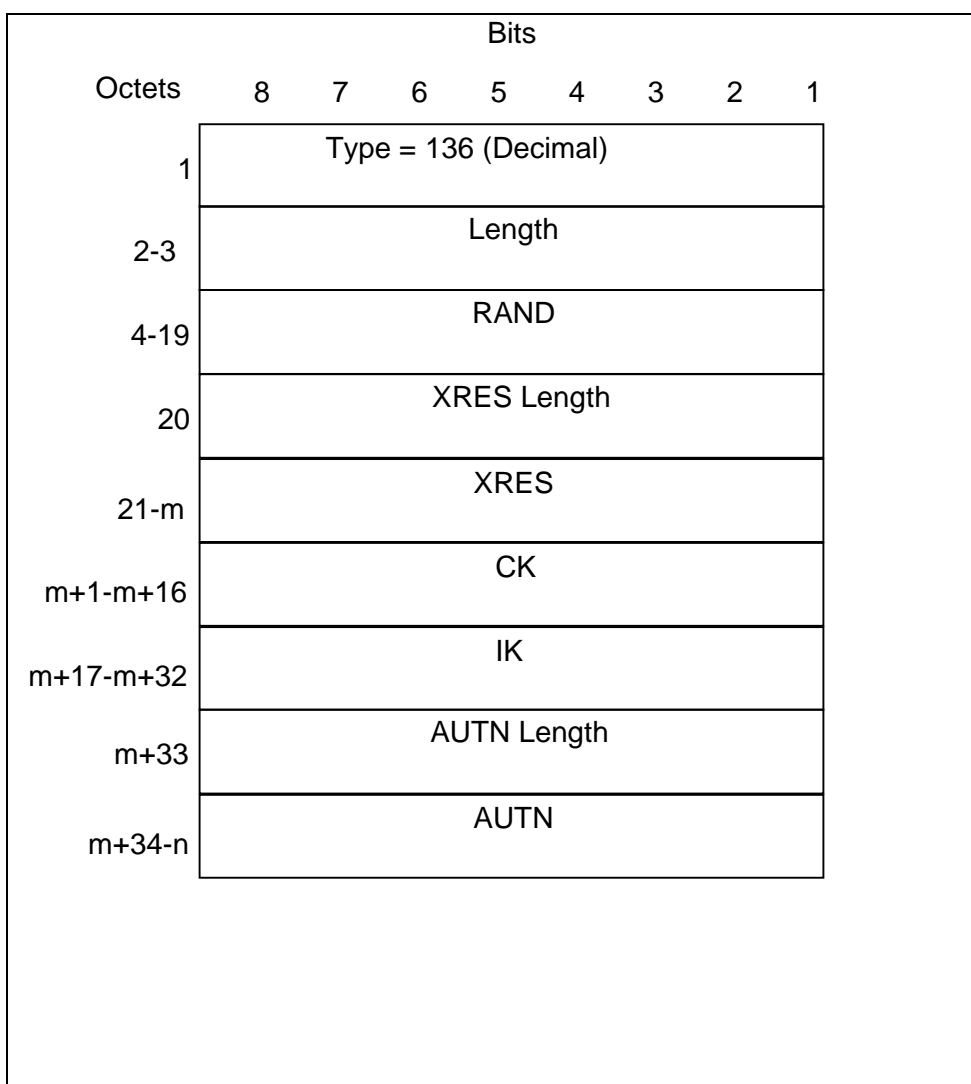 Bits
Octets 8 7 6 5 4 3 2 1
1 Type = 136 (Decimal)
2-3 Length
4-19 RAND
20 XRES Length
21-m XRES
m+1-m+16 CK
m+17-m+32 IK
m+33 AUTN Length
m+34-n AUTN